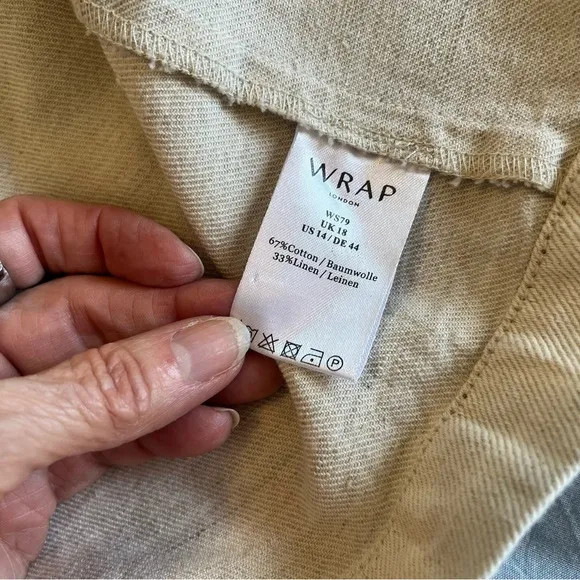 WRAP
LONDON
WS79
UK 18
US 14 / DE 44
67%Cotton / Baumwolle
33%Linen / Leinen
P